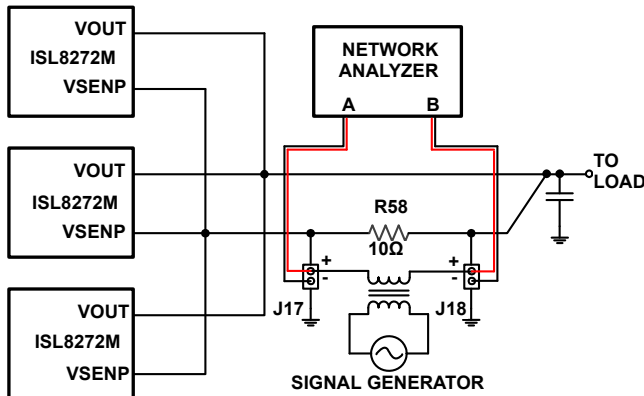 VOUT
ISL8272M
VSENP
VOUT
ISL8272M
VSENP
VOUT
ISL8272M
VSENP
NETWORK
ANALYZER
A B
TO
LOAD
R58
10Ω
+
-
J17
+
-
J18
SIGNAL GENERATOR